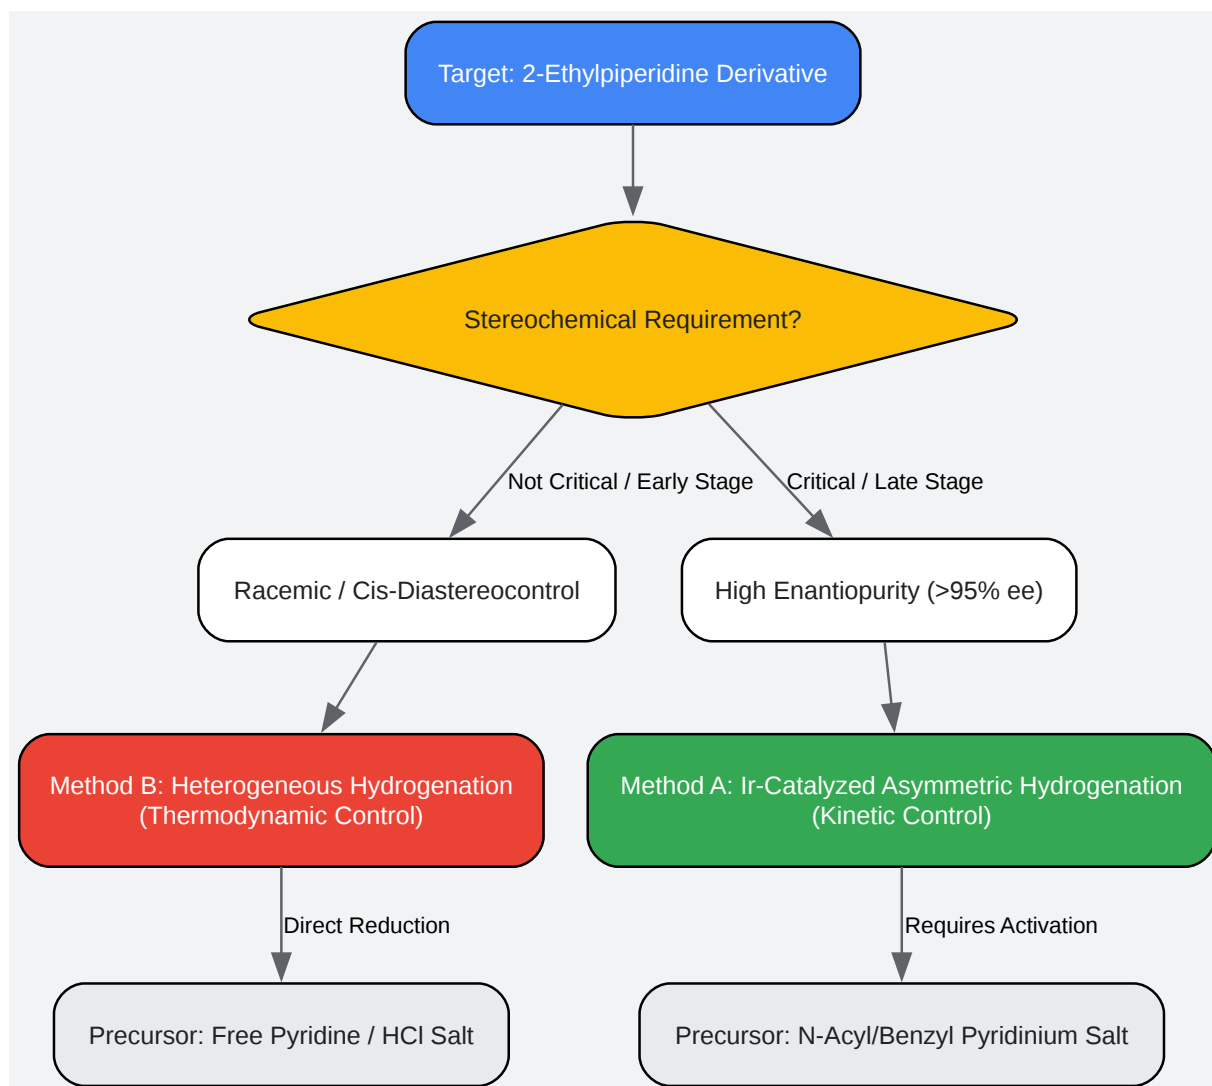 Target: 2-Ethylpiperidine Derivative
Stereochemical Requirement?
Not Critical / Early Stage
Critical / Late Stage
Racemic / Cis-Diastereocontrol
High Enantiopurity (>95% ee)
Method B: Heterogeneous Hydrogenation
(Thermodynamic Control)
Method A: Ir-Catalyzed Asymmetric Hydrogenation
(Kinetic Control)
Direct Reduction
Requires Activation
Precursor: Free Pyridine / HCl Salt
Precursor: N-Acyl/Benzyl Pyridinium Salt